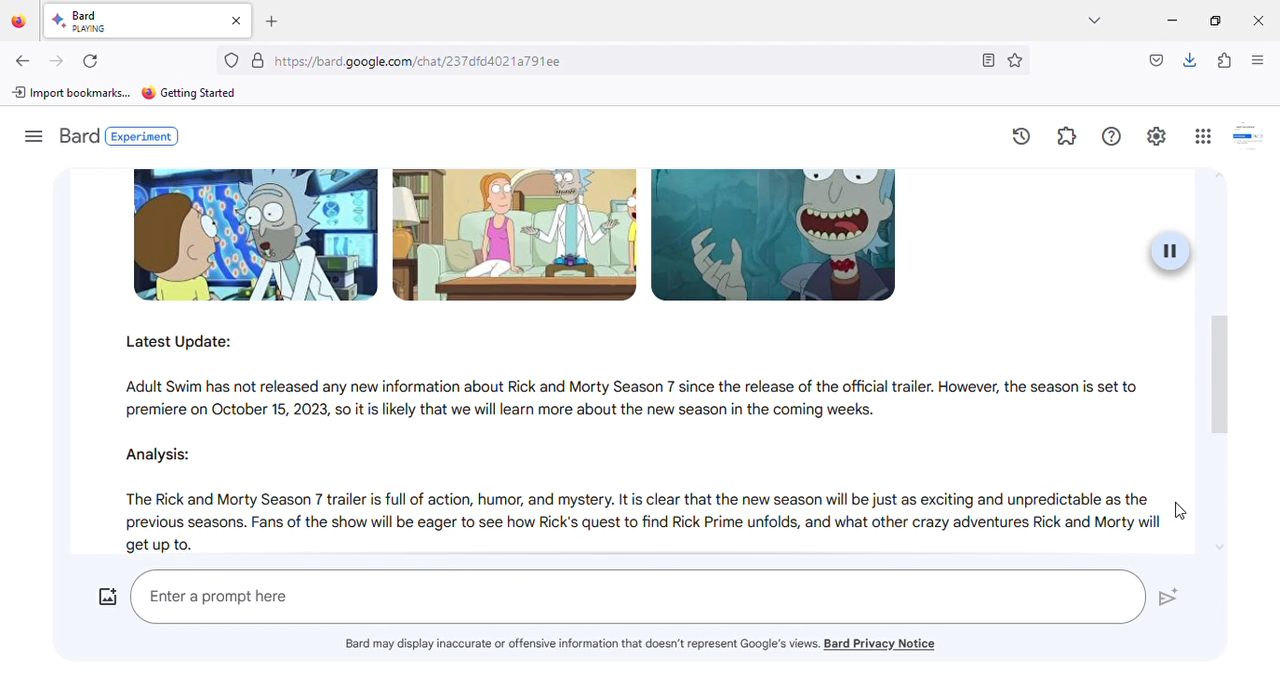 Bard
PLAYING
https://bard.google.com/chat/237dfd4021a791ee
Import bookmarks...
Getting Started
Bard Experiment
Latest Update:
Adult Swim has not released any new information about Rick and Morty Season 7 since the release of the official trailer. However, the season is set to
premiere on October 15, 2023, so it is likely that we will learn more about the new season in the coming weeks.
Analysis:
The Rick and Morty Season 7 trailer is full of action, humor, and mystery. It is clear that the new season will be just as exciting and unpredictable as the
previous seasons. Fans of the show will be eager to see how Rick's quest to find Rick Prime unfolds, and what other crazy adventures Rick and Morty will
get up to.
Enter a prompt here
Bard may display inaccurate or offensive information that doesn't represent Google's views. Bard Privacy Notice